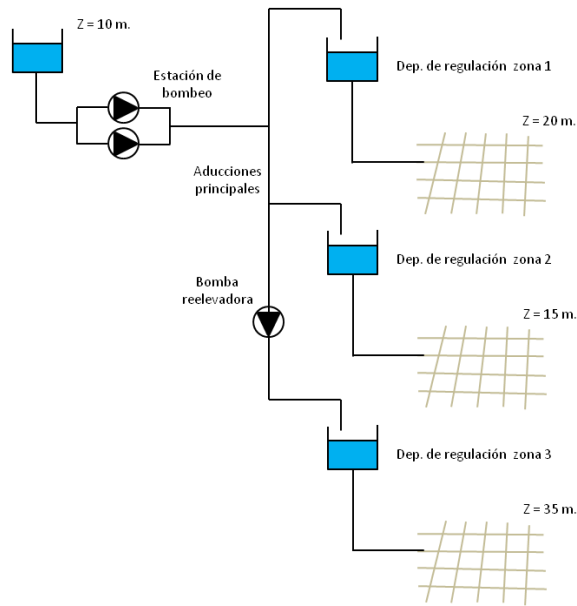 Z = 10 m.
Estación de
bombeo
Dep. de regulación zona 1
Z = 20 m.
Aducciones
principales
Dep. de regulación zona 2
Bomba
reelevadora
Z = 15 m.
Dep. de regulación zona 3
Z = 35 m.